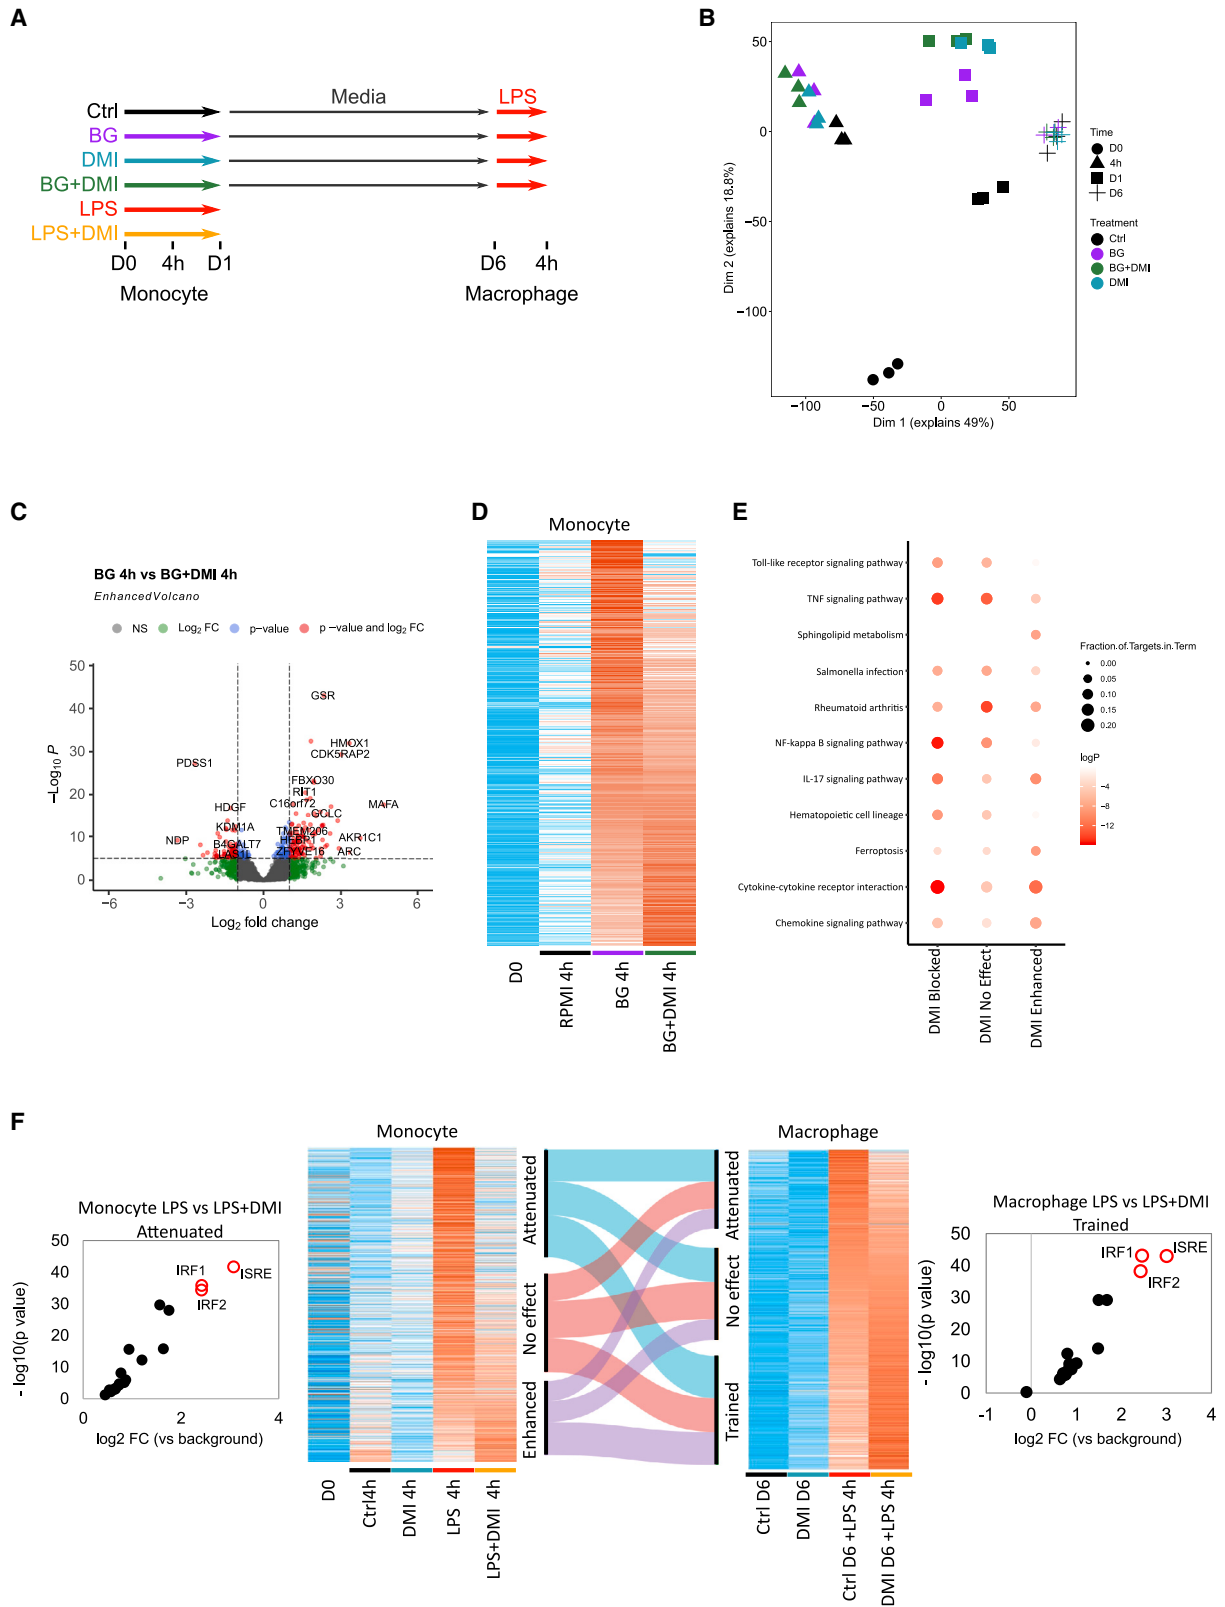 A
Ctrl
BG
DMI
BG+DMI
LPS
LPS+DMI
Media
LPS
D0
4h
D1
D6
4h
Monocyte
Macrophage
B
50
0
−50
−100
−100
−50
0
50
Dim 2 (explains 18.8%)
Dim 1 (explains 49%)
Time
D0
4h
D1
D6
Treatment
Ctrl
BG
BG+DMI
DMI
C
BG 4h vs BG+DMI 4h
EnhancedVolcano
NS
Log2 FC
p−value
p −value and log2 FC
50
40
30
20
10
0
−Log10 P
GSR
HMOX1
CDK5RAP2
PDSS1
FBXO30
RIT1
C16orf72
MAFA
HDGF
GCLC
KDM1A
TMEM206
NDP
HEBP1
AKR1C1
B4GALT7
ZFYVE16
ARC
LAS1L
−6
−3
0
3
6
Log2 fold change
D
Monocyte
D0
RPMI 4h
BG 4h
BG+DMI 4h
E
Toll-like receptor signaling pathway
TNF signaling pathway
Sphingolipid metabolism
Salmonella infection
Rheumatoid arthritis
NF-kappa B signaling pathway
IL-17 signaling pathway
Hematopoietic cell lineage
Ferroptosis
Cytokine-cytokine receptor interaction
Chemokine signaling pathway
DMI Blocked
DMI No Effect
DMI Enhanced
Fraction.of.Targets.in.Term
0.00
0.05
0.10
0.15
0.20
logP
−4
−8
−12
F
Monocyte LPS vs LPS+DMI
Attenuated
50
40
30
20
10
0
- log10(p value)
IRF1
ISRE
IRF2
0
2
4
log2 FC (vs background)
Monocyte
D0
Ctrl4h
DMI 4h
LPS 4h
LPS+DMI 4h
Attenuated
No effect
Enhanced
Attenuated
No effect
Trained
Macrophage
Ctrl D6
DMI D6
Ctrl D6 +LPS 4h
DMI D6 +LPS 4h
Macrophage LPS vs LPS+DMI
Trained
50
40
30
20
10
0
- log10(p value)
IRF1
ISRE
IRF2
-1
0
1
2
3
4
log2 FC (vs background)